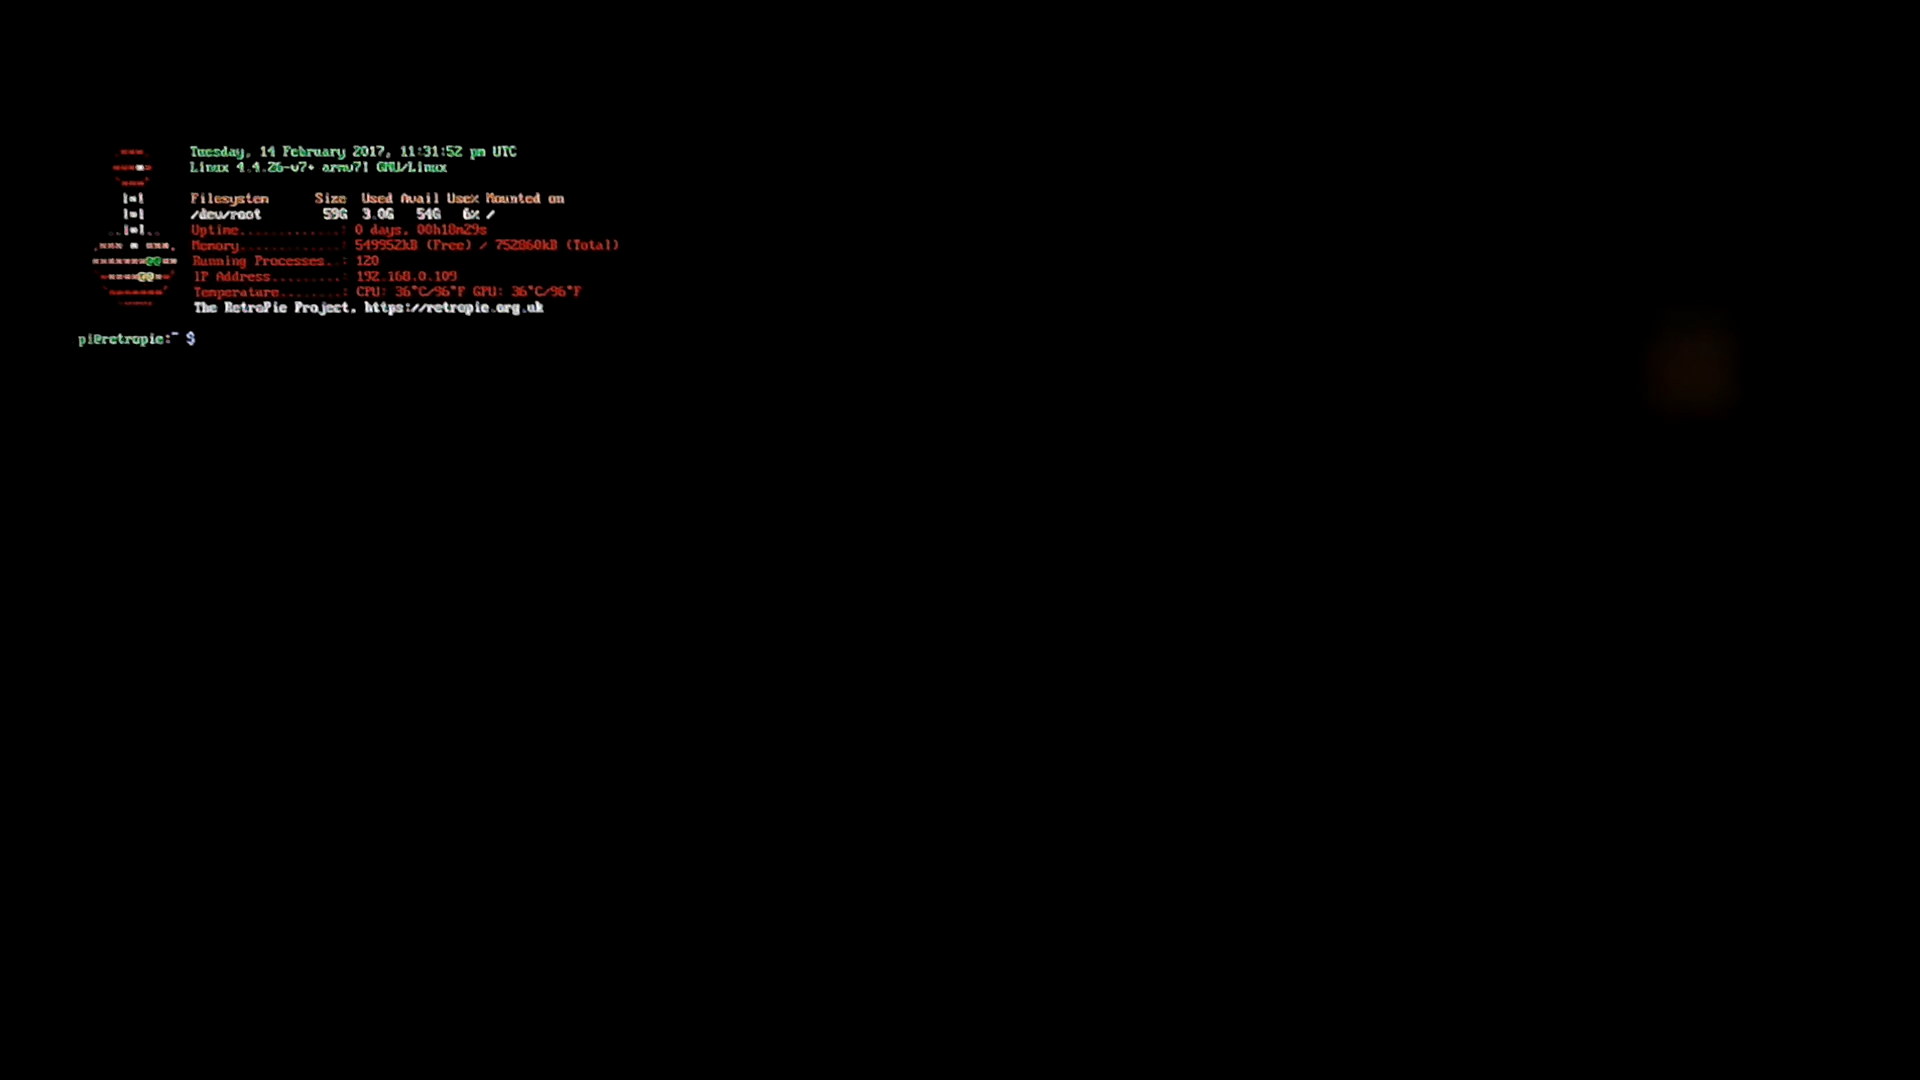 Tuesday, 14 February 2017, 11:31:52 pm UTC
Linux 4.4.26-v7+ armv7l GNU/Linux
Filesystem Size Used Avail Use% Mounted on
/dev/root 59G 3.0G 54G 6% /
Uptime.............: 0 days, 00h18m29s
Memory.............: 549952kB (Free) / 752860kB (Total)
Running Processes..: 120
IP Address.........: 192.168.0.109
Temperature........: CPU: 36°C/96°F GPU: 36°C/96°F
The RetroPie Project, https://retropie.org.uk
pi@retropie:~ $